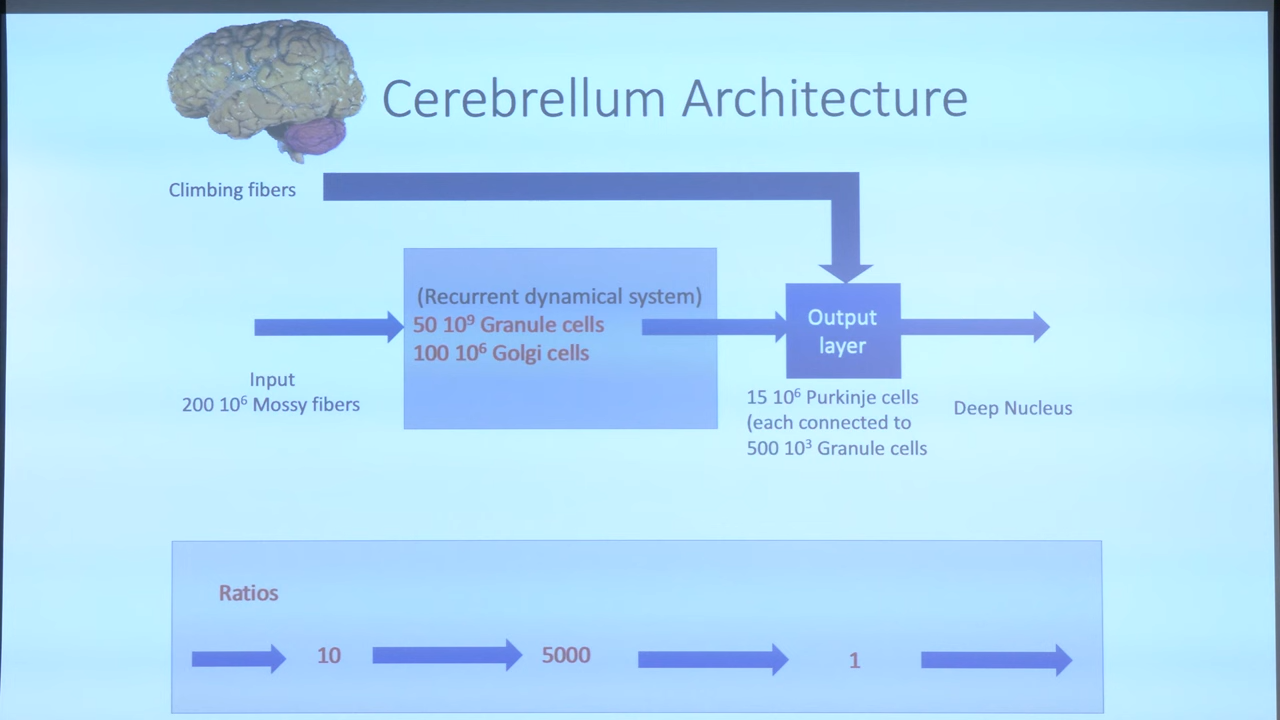 Cerebrellum Architecture
Climbing fibers
(Recurrent dynamical system)
50 10⁹ Granule cells
100 10⁶ Golgi cells
Output
layer
Input
200 10⁶ Mossy fibers
15 10⁶ Purkinje cells
(each connected to
500 10³ Granule cells
Deep Nucleus
Ratios
10
5000
1